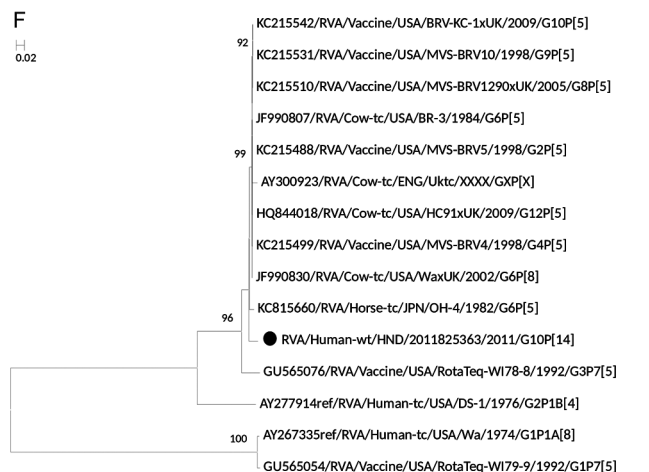 F
0.02
92
99
96
100
KC215542/RVA/Vaccine/USA/BRV-KC-1xUK/2009/G10P[5]
KC215531/RVA/Vaccine/USA/MVS-BRV10/1998/G9P[5]
KC215510/RVA/Vaccine/USA/MVS-BRV1290xUK/2005/G8P[5]
JF990807/RVA/Cow-tc/USA/BR-3/1984/G6P[5]
KC215488/RVA/Vaccine/USA/MVS-BRV5/1998/G2P[5]
AY300923/RVA/Cow-tc/ENG/Uktc/XXXX/GXP[X]
HQ844018/RVA/Cow-tc/USA/HC91xUK/2009/G12P[5]
KC215499/RVA/Vaccine/USA/MVS-BRV4/1998/G4P[5]
JF990830/RVA/Cow-tc/USA/WaxUK/2002/G6P[8]
KC815660/RVA/Horse-tc/JPN/OH-4/1982/G6P[5]
RVA/Human-wt/HND/2011825363/2011/G10P[14]
GU565076/RVA/Vaccine/USA/RotaTeq-WI78-8/1992/G3P7[5]
AY277914ref/RVA/Human-tc/USA/DS-1/1976/G2P1B[4]
AY267335ref/RVA/Human-tc/USA/Wa/1974/G1P1A[8]
GU565054/RVA/Vaccine/USA/RotaTeq-WI79-9/1992/G1P7[5]